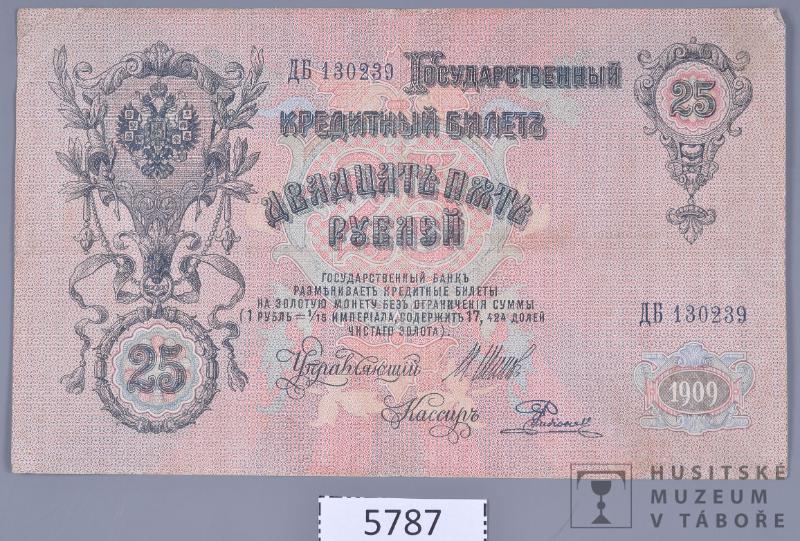 ДБ 130239 ГОСУДАРСТВЕННЫЙ
КРЕДИТНЫЙ БИЛЕТЪ
ДВАДЦАТЬ ПЯТЬ
РУБЛЕЙ
25
ГОСУДАРСТВЕННЫЙ БАНКЪ
РАЗМѢНИВАЕТЪ КРЕДИТНЫЕ БИЛЕТЫ
НА ЗОЛОТУЮ МОНЕТУ БЕЗЪ ОГРАНИЧЕНІЯ СУММЫ
(1 РУБЛЬ = 1/15 ИМПЕРІАЛА, СОДЕРЖИТЪ 17, 424 ДОЛЕЙ
ЧИСТАГО ЗОЛОТА).
ДБ 130239
25
Управляющий
Кассиръ
1909
5787
HUSITSKÉ
MUZEUM
V TÁBOŘE